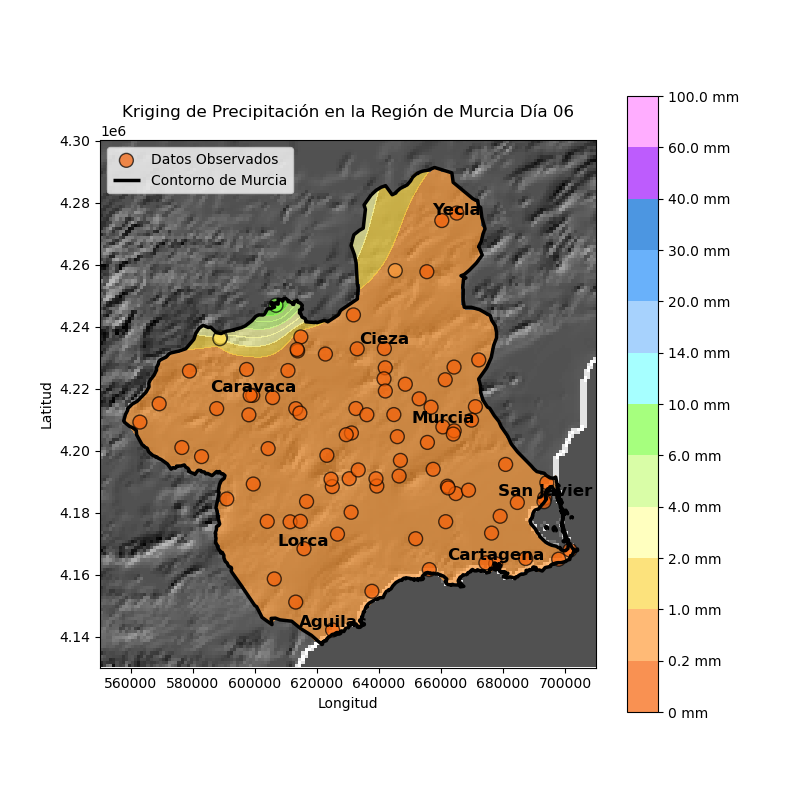 Kriging de Precipitación en la Región de Murcia Día 06
1e6
Datos Observados
Contorno de Murcia
4.30
4.28
4.26
4.24
4.22
4.20
4.18
4.16
4.14
Latitud
Yecla
Cieza
Caravaca
Murcia
San Javier
Lorca
Cartagena
Aguilas
560000 580000 600000 620000 640000 660000 680000 700000
Longitud
100.0 mm
60.0 mm
40.0 mm
30.0 mm
20.0 mm
14.0 mm
10.0 mm
6.0 mm
4.0 mm
2.0 mm
1.0 mm
0.2 mm
0 mm